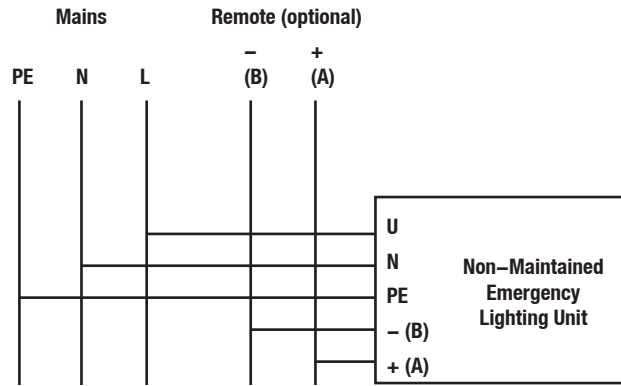 Mains
Remote (optional)
PE
N
L
–
(B)
+
(A)
U
N
PE
– (B)
+ (A)
Non–Maintained
Emergency
Lighting Unit